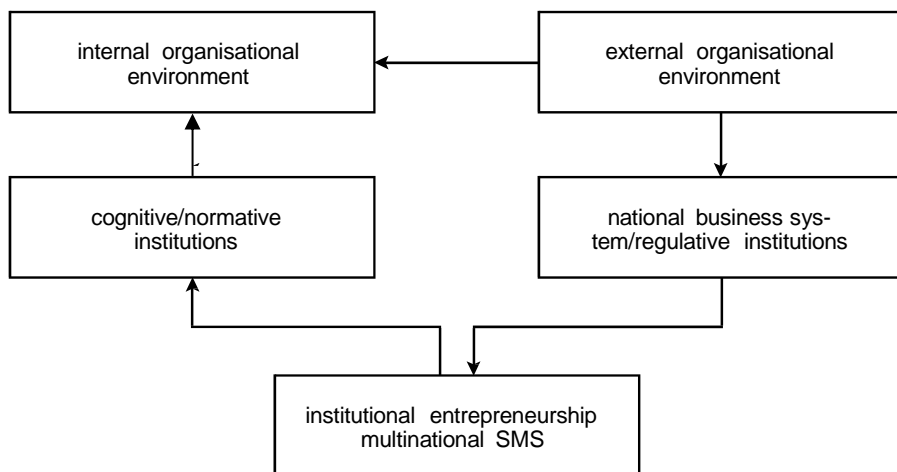 internal organisational
environment
external organisational
environment
cognitive/normative
institutions
national business sys-
tem/regulative institutions
institutional entrepreneurship
multinational SMS